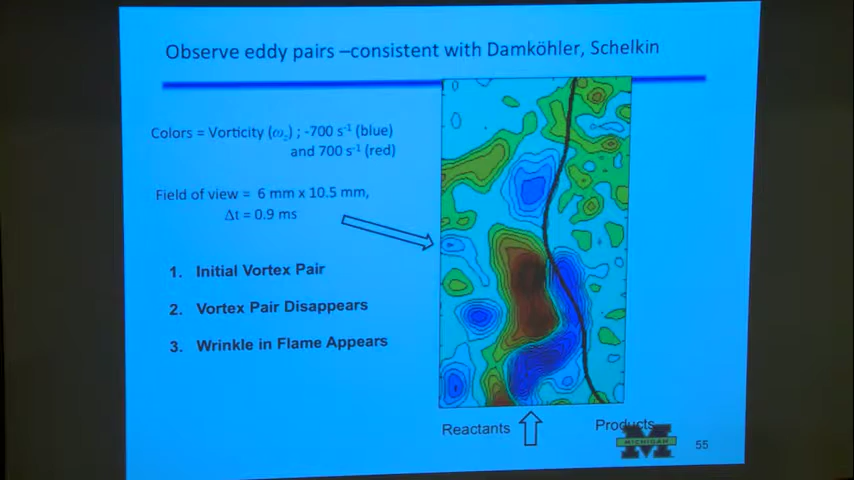 Observe eddy pairs –consistent with Damköhler, Schelkin
Colors = Vorticity (ωz) ; -700 s⁻¹ (blue)
and 700 s⁻¹ (red)
Field of view = 6 mm x 10.5 mm,
Δt = 0.9 ms
1. Initial Vortex Pair
2. Vortex Pair Disappears
3. Wrinkle in Flame Appears
Reactants
Products
M
MICHIGAN
55